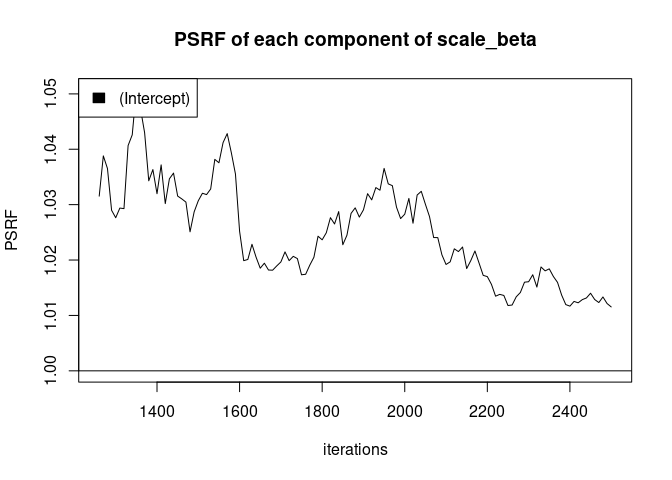 PSRF of each component of scale_beta
(Intercept)
PSRF
1.05
1.04
1.03
1.02
1.01
1.00
1400 1600 1800 2000 2200 2400
iterations